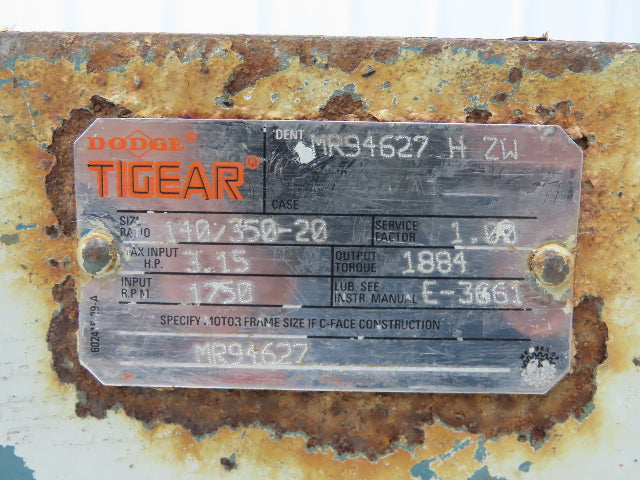 DODGE®
TIGEAR®
IDENT MR94627 H ZW
CASE
SIZE RATIO 140/350-20 SERVICE FACTOR 1.00
MAX INPUT H.P. 3.15 OUTPUT TORQUE 1884
INPUT R.P.M. 1750 LUB. SEE INSTR. MANUAL E-3661
SPECIFY MOTOR FRAME SIZE IF C-FACE CONSTRUCTION
MR94627